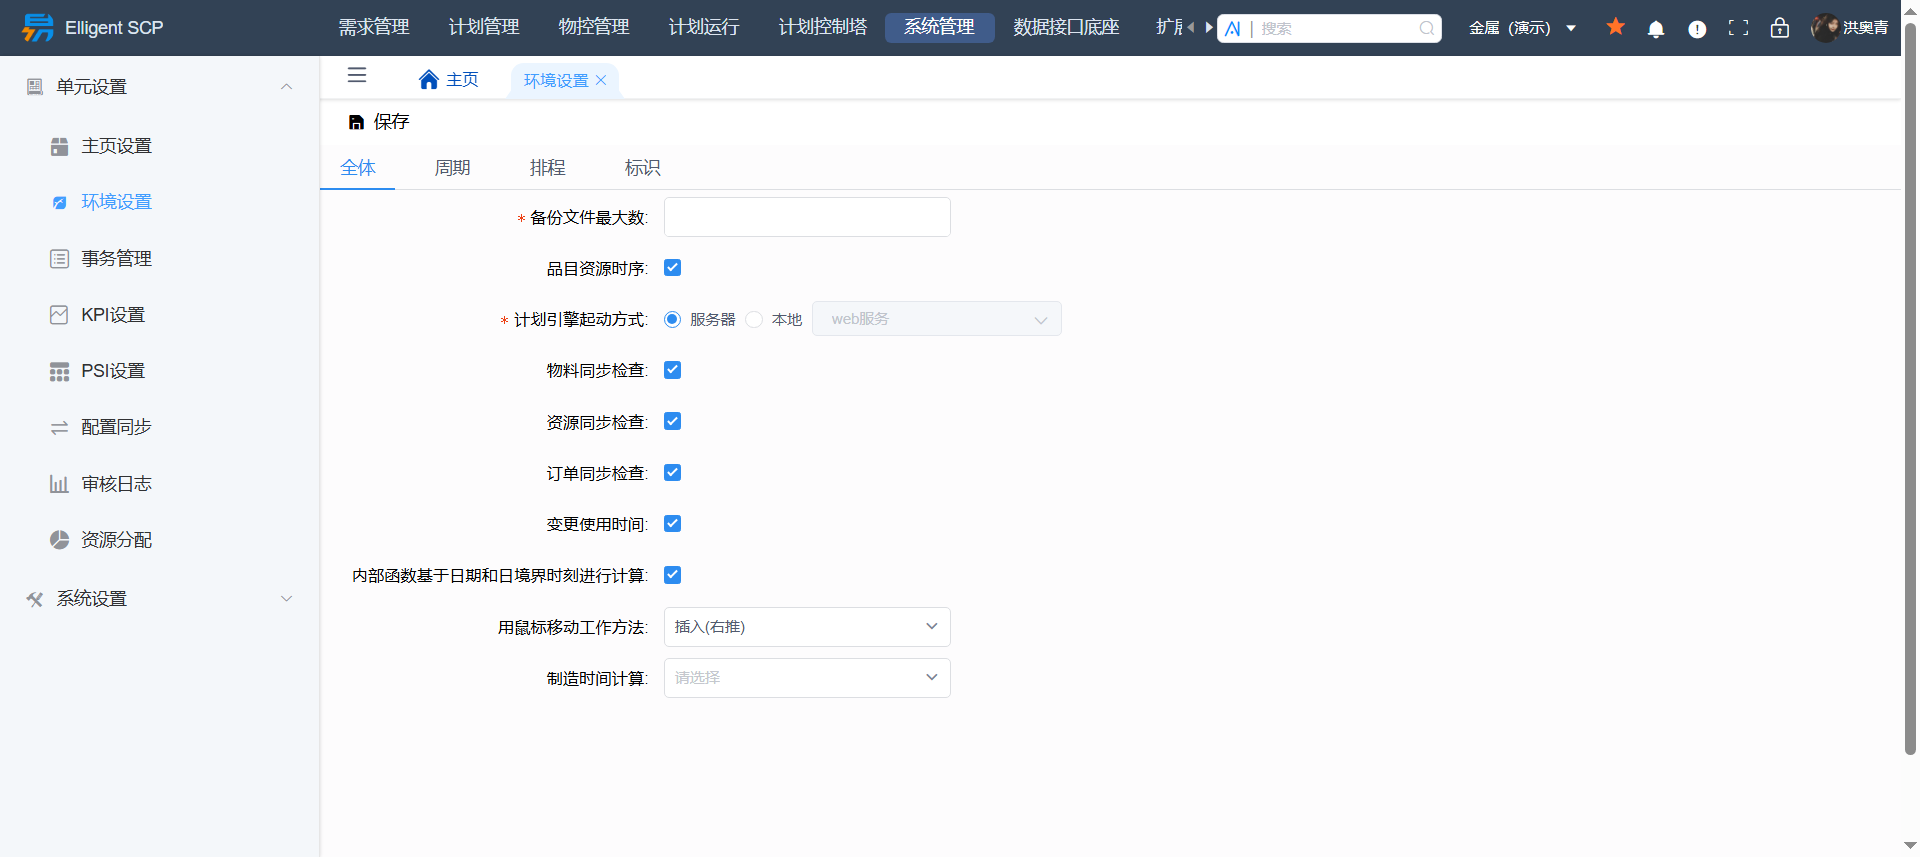 Elligent SCP
需求管理
计划管理
物控管理
计划运行
计划控制塔
系统管理
数据接口底座
扩展
AI | 搜索
金属（演示）
洪奥青
单元设置
主页设置
环境设置
事务管理
KPI设置
PSI设置
配置同步
审核日志
资源分配
系统设置
主页
环境设置
保存
全体
周期
排程
标识
* 备份文件最大数:
品目资源时序:
* 计划引擎起动方式: 服务器 本地 web服务
物料同步检查:
资源同步检查:
订单同步检查:
变更使用时间:
内部函数基于日期和日境界时刻进行计算:
用鼠标移动工作方法: 插入(右推)
制造时间计算: 请选择